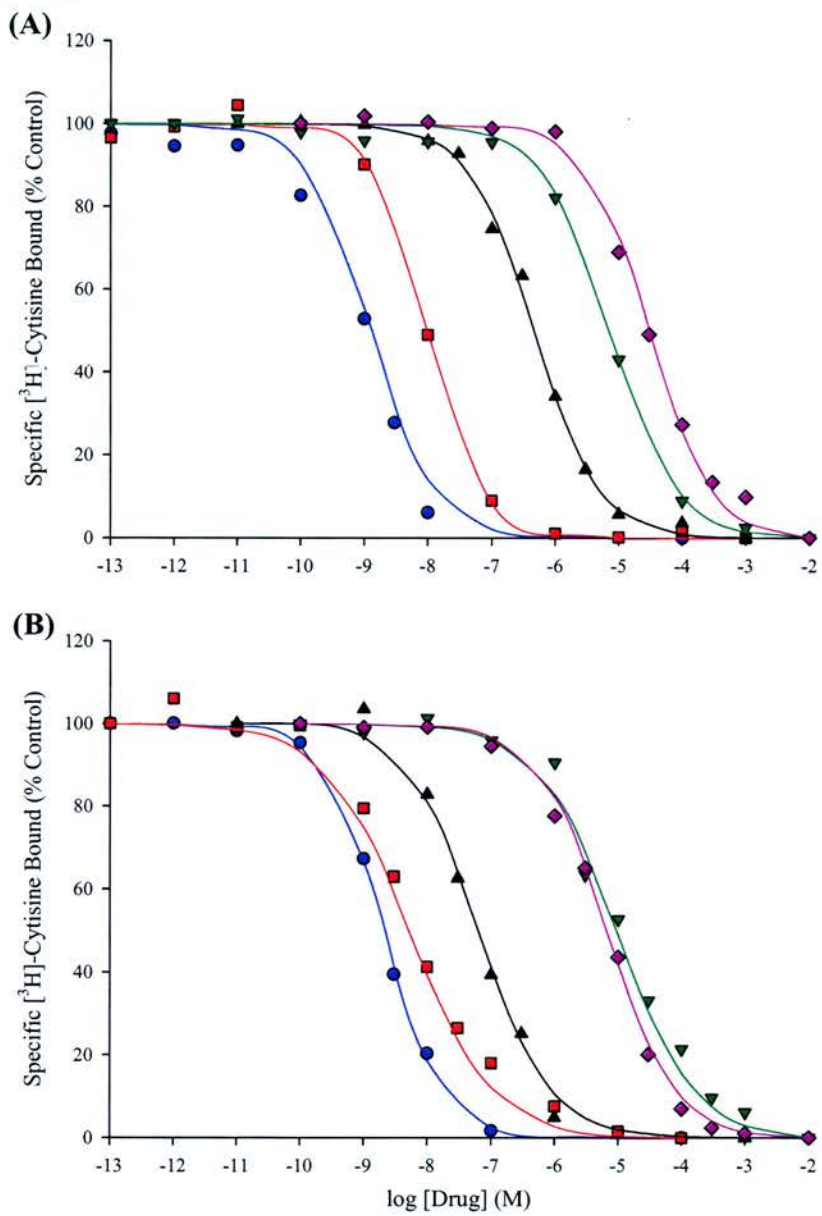 (A)
120
100
80
60
40
20
0
Specific [³H]-Cytisine Bound (% Control)
-13 -12 -11 -10 -9 -8 -7 -6 -5 -4 -3 -2
(B)
120
100
80
60
40
20
0
Specific [³H]-Cytisine Bound (% Control)
-13 -12 -11 -10 -9 -8 -7 -6 -5 -4 -3 -2
log [Drug] (M)